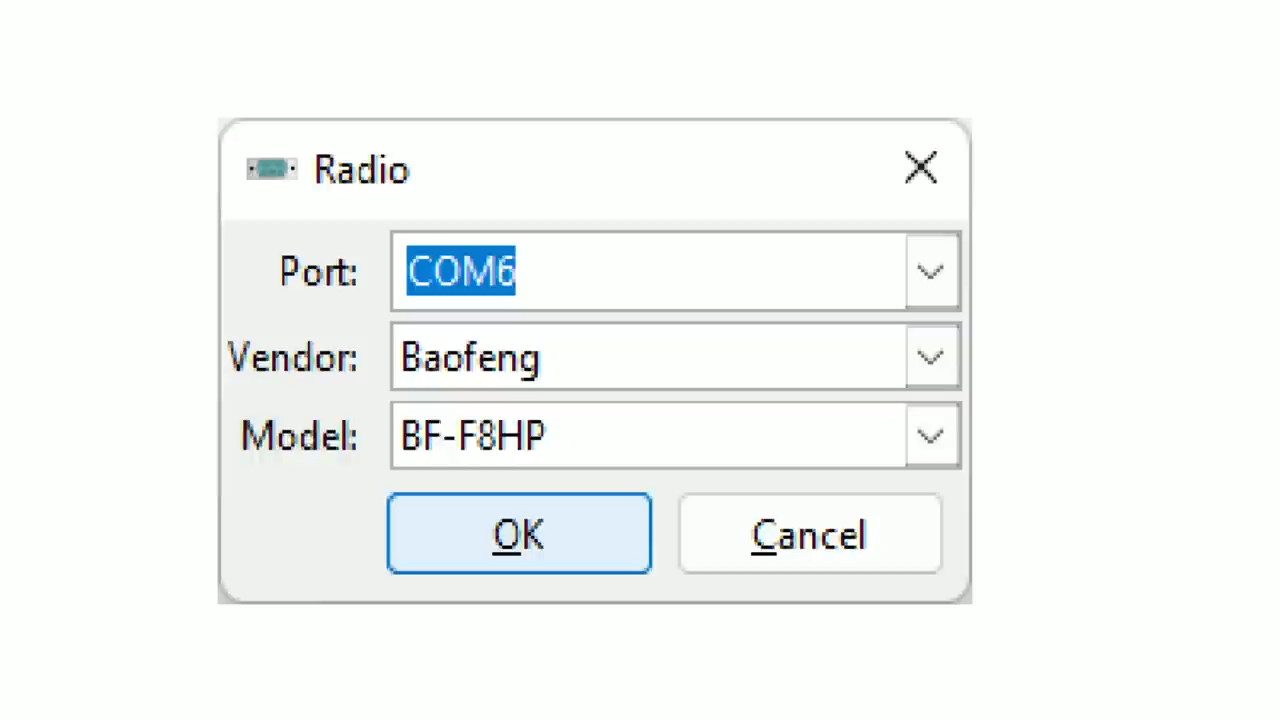 Radio
Port: COM6
Vendor: Baofeng
Model: BF-F8HP
OK Cancel